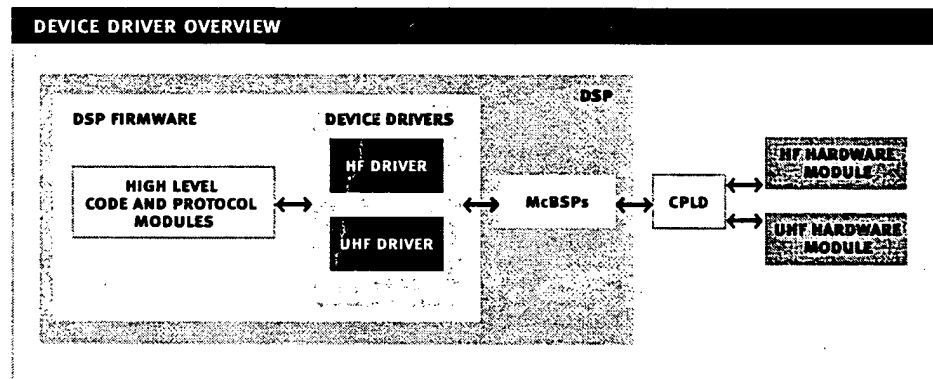 DEVICE DRIVER OVERVIEW
DSP
DSP FIRMWARE
DEVICE DRIVERS
HF DRIVER
HIGH LEVEL
CODE AND PROTOCOL
MODULES
UHF DRIVER
McBSPs
CPLD
HF HARDWARE
MODULE
UHF HARDWARE
MODULE